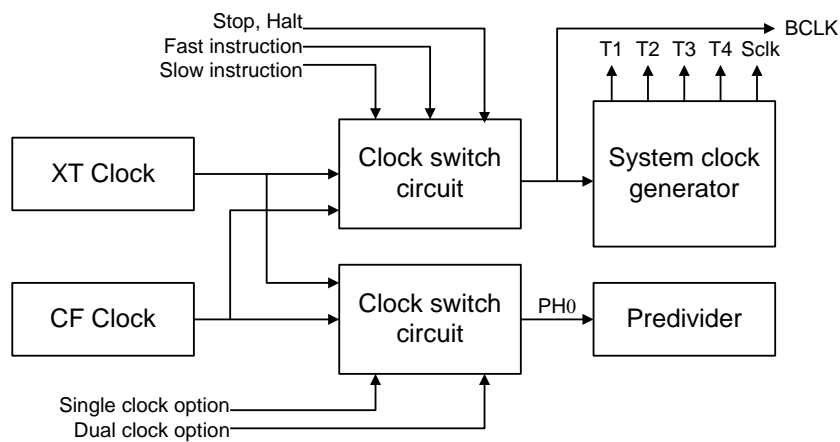 Stop, Halt
Fast instruction
Slow instruction
BCLK
T1 T2 T3 T4 Sclk
XT Clock
Clock switch
circuit
System clock
generator
CF Clock
Clock switch
circuit
PH0
Predivider
Single clock option
Dual clock option